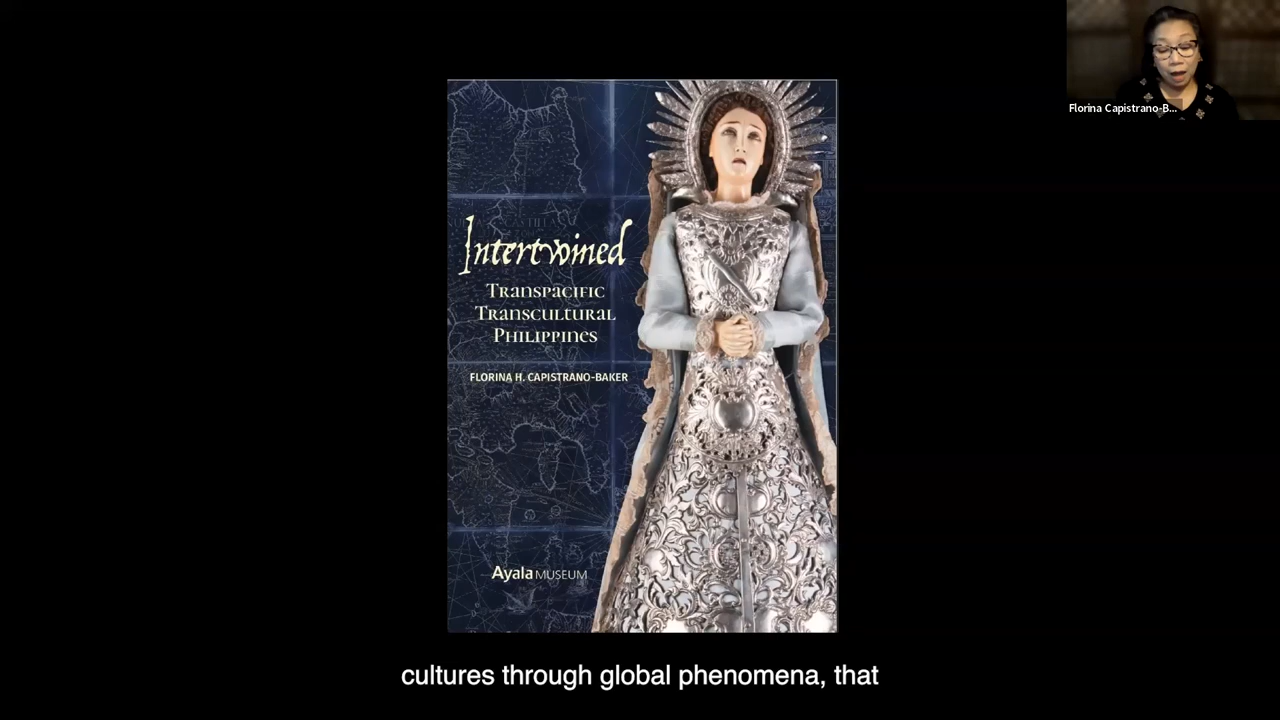 Florina Capistrano-B...
Intertwined
Transpacific
Transcultural
Philippines
FLORINA H. CAPISTRANO-BAKER
Ayala MUSEUM
cultures through global phenomena, that